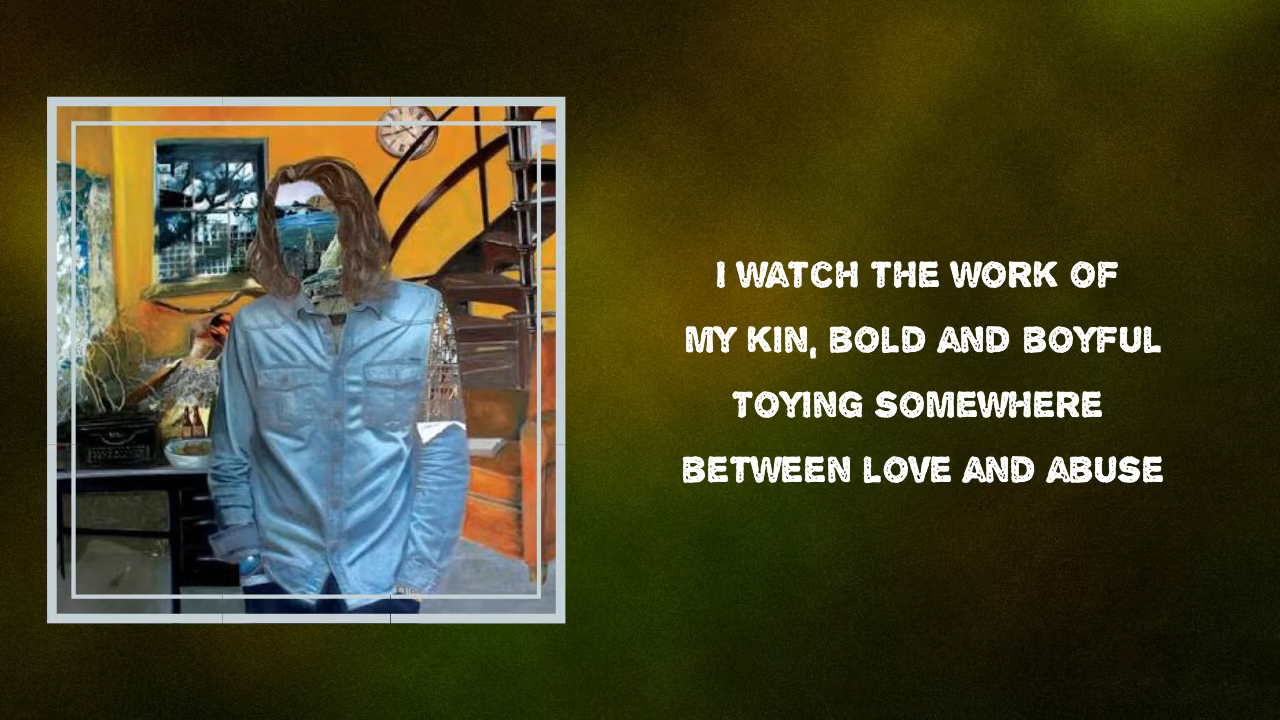 I WATCH THE WORK OF
MY KIN, BOLD AND BOYFUL
TOYING SOMEWHERE
BETWEEN LOVE AND ABUSE